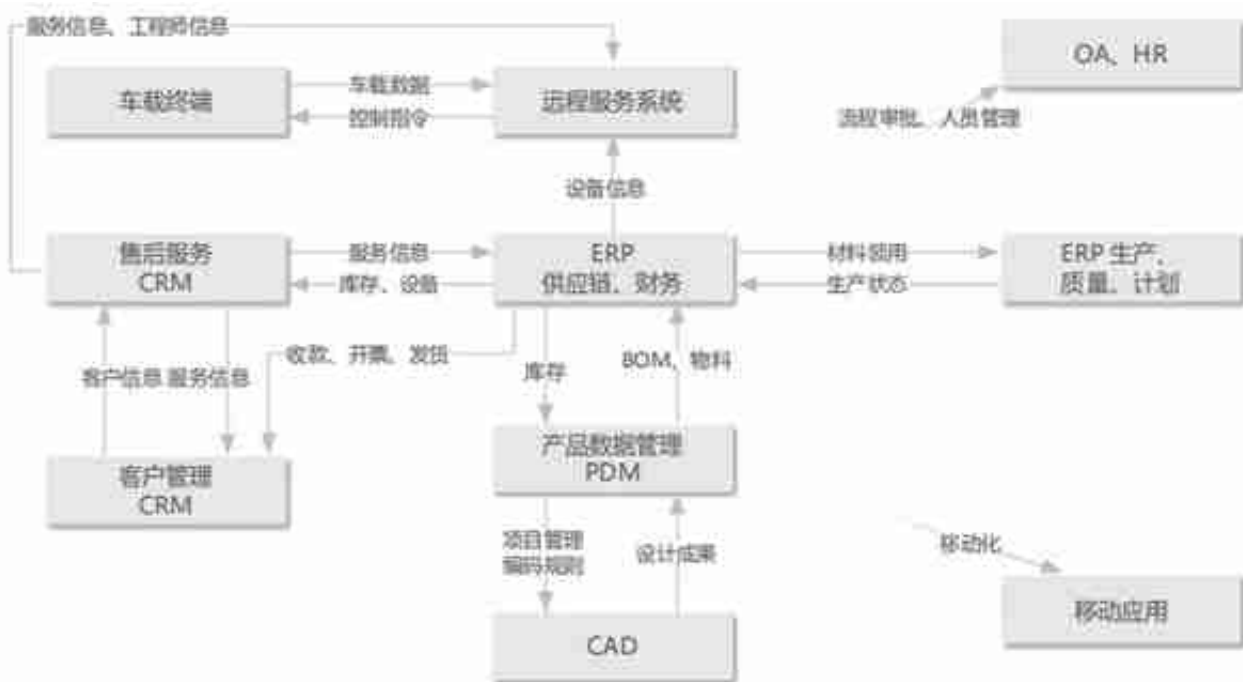 服务信息、工程师信息
OA、HR
车载终端
车载数据
控制指令
远程服务系统
流程审批、人员管理
设备信息
售后服务
CRM
服务信息
库存、设备
ERP
供应链、财务
材料领用
生产状态
ERP 生产、
质量、计划
收款、开票、发货
客户信息 服务信息
库存
BOM、物料
产品数据管理
PDM
客户管理
CRM
项目管理
编码规则
设计成果
移动化
CAD
移动应用